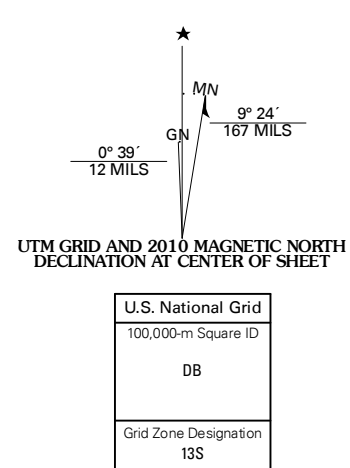 MN
9° 24´
167 MILS
GN
0° 39´
12 MILS
UTM GRID AND 2010 MAGNETIC NORTH
DECLINATION AT CENTER OF SHEET
U.S. National Grid
100,000-m Square ID
DB
Grid Zone Designation
13S